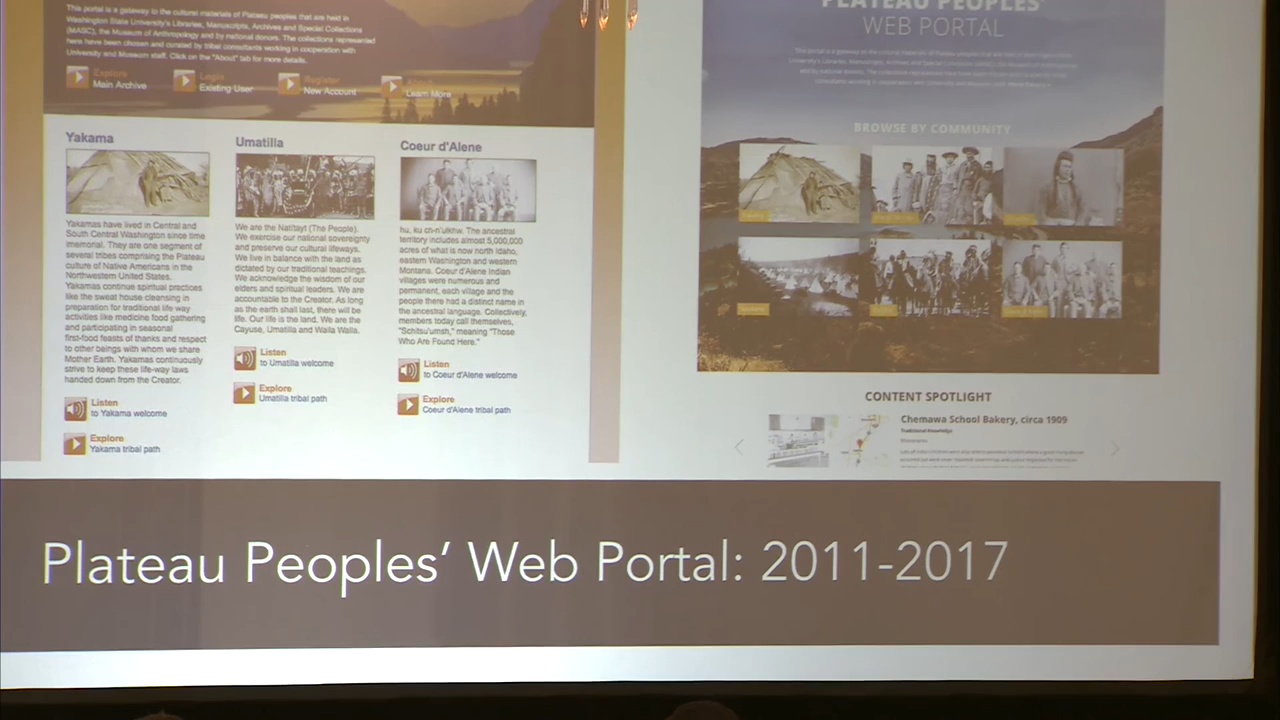 This portal is a gateway to the cultural materials of Plateau peoples that are held in
Washington State University's Libraries, Manuscripts, Archives and Special Collections
(MASC), the Museum of Anthropology and by national donors. The collections represented
here have been chosen and curated by tribal consultants working in cooperation with
University and Museum staff. Click on the "About" tab for more details.
Explore
Main Archive
Login
Existing User
Register
New Account
Learn More
Yakama
Yakamas have lived in Central and
South Central Washington since time
immemorial. They are one segment of
several tribes comprising the Plateau
culture of Native Americans in the
Northwestern United States.
Yakamas continue spiritual practices
like the sweat house cleansing in
preparation for traditional life way
activities like medicine food gathering
and participating in seasonal
first-food feasts of thanks and respect
to other beings with whom we share
Mother Earth. Yakamas continuously
strive to keep these life-way laws
handed down from the Creator.
Listen
to Yakama welcome
Explore
Yakama tribal path
Umatilla
We are the Natítayt (The People).
We exercise our national sovereignty
and preserve our cultural lifeways.
We live in balance with the land as
dictated by our traditional teachings.
We acknowledge the wisdom of our
elders and spiritual leaders. We are
accountable to the Creator. As long
as the earth shall last, there will be
life. Our life is the land. We are the
Cayuse, Umatilla and Walla Walla.
Listen
to Umatilla welcome
Explore
Umatilla tribal path
Coeur d'Alene
hu, ku ch-n'ulkhw. The ancestral
territory includes almost 5,000,000
acres of what is now north Idaho,
eastern Washington and western
Montana. Coeur d'Alene Indian
villages were numerous and
permanent, each village and the
people there had a distinct name in
the ancestral language. Collectively,
members today call themselves,
"Schitsu'umsh," meaning "Those
Who Are Found Here."
Listen
to Coeur d'Alene welcome
Explore
Coeur d'Alene tribal path
PLATEAU PEOPLES'
WEB PORTAL
BROWSE BY COMMUNITY
CONTENT SPOTLIGHT
Chemawa School Bakery, circa 1909
Traditional Knowledge
Plateau Peoples' Web Portal: 2011-2017